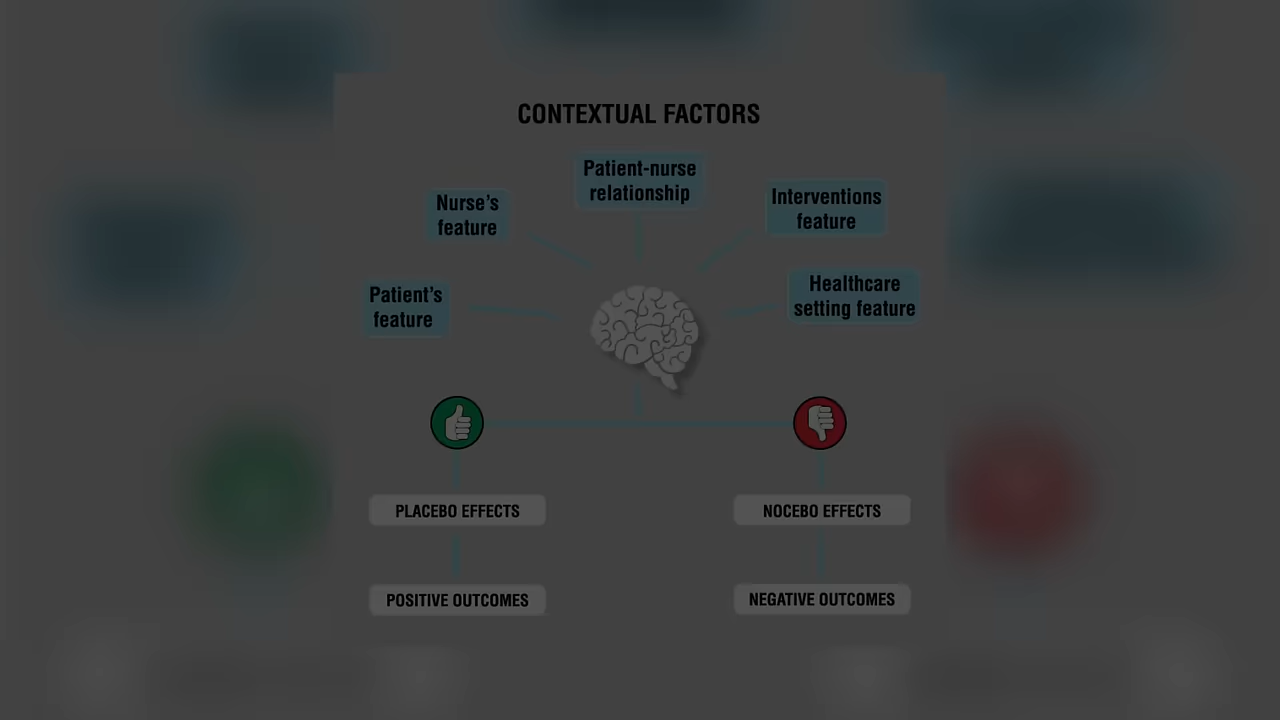 CONTEXTUAL FACTORS
Patient-nurse
relationship
Nurse's
feature
Interventions
feature
Patient's
feature
Healthcare
setting feature
PLACEBO EFFECTS
NOCEBO EFFECTS
POSITIVE OUTCOMES
NEGATIVE OUTCOMES